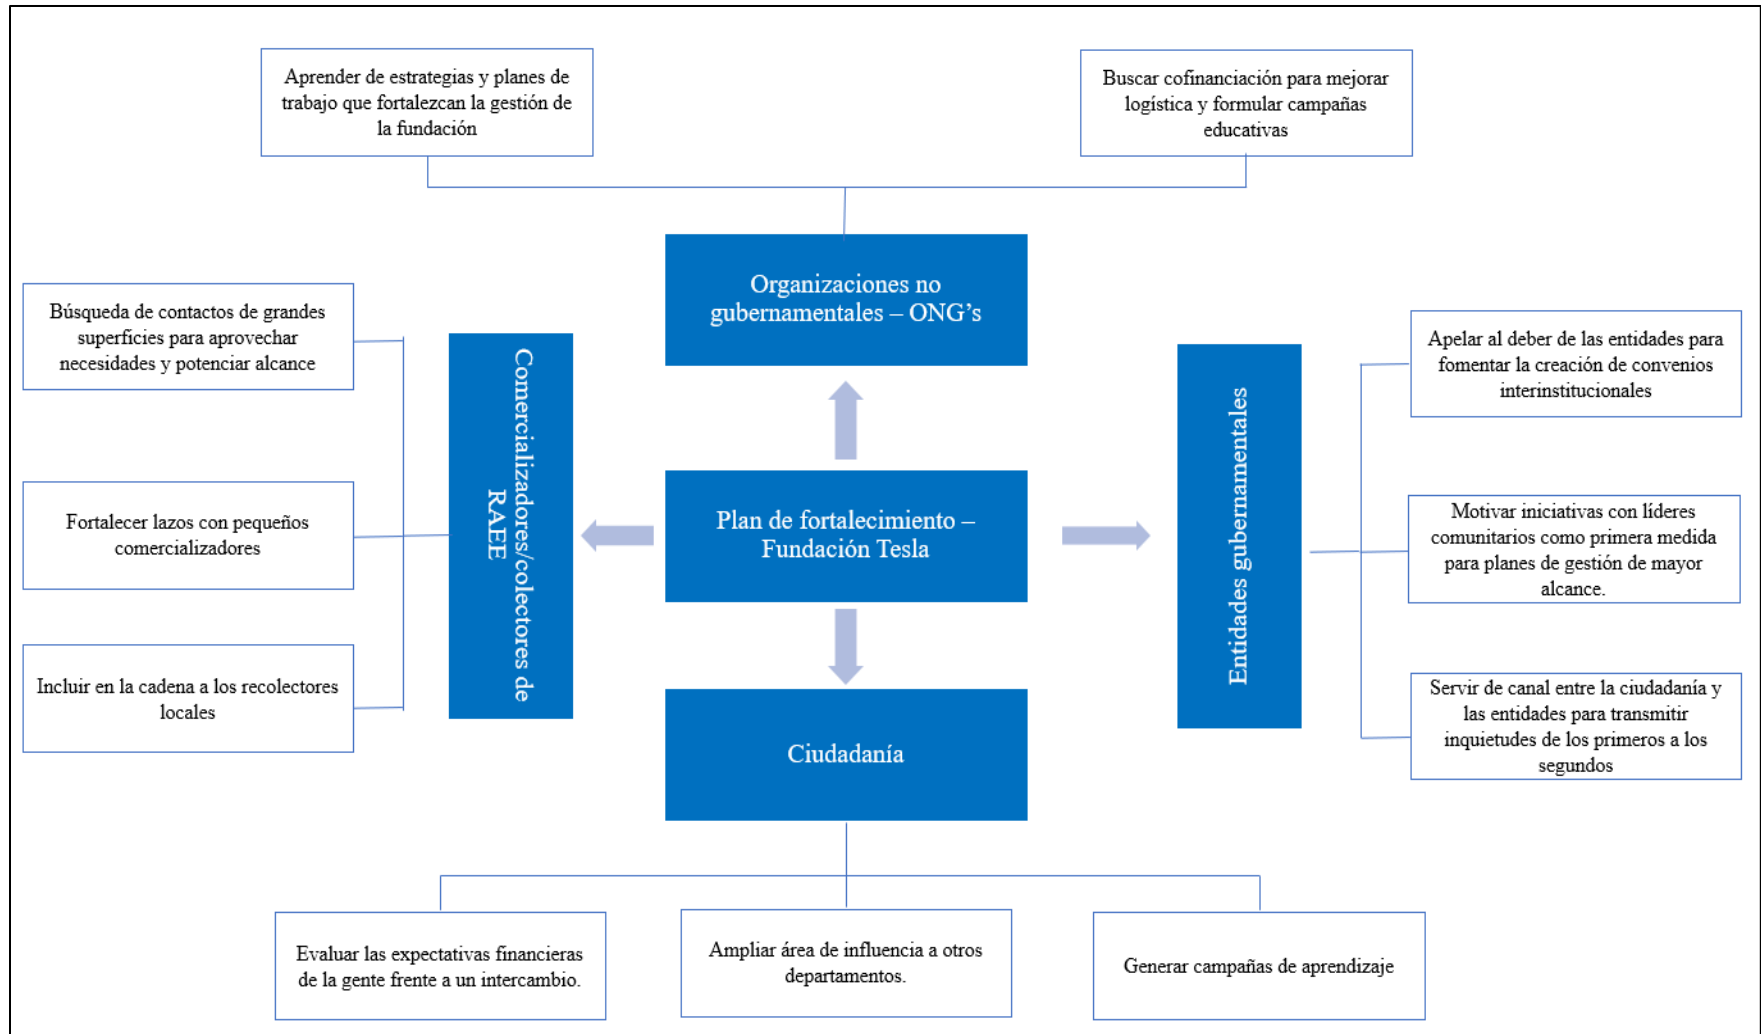 Aprender de estrategias y planes de
trabajo que fortalezcan la gestión de
la fundación
Buscar cofinanciación para mejorar
logística y formular campañas
educativas
Organizaciones no
gubernamentales – ONG’s
Búsqueda de contactos de grandes
superficies para aprovechar
necesidades y potenciar alcance
Fortalecer lazos con pequeños
comercializadores
Incluir en la cadena a los recolectores
locales
Comercializadores/colectores de
RAEE
Plan de fortalecimiento –
Fundación Tesla
Entidades gubernamentales
Apelar al deber de las entidades para
fomentar la creación de convenios
interinstitucionales
Motivar iniciativas con líderes
comunitarios como primera medida
para planes de gestión de mayor
alcance.
Servir de canal entre la ciudadanía y
las entidades para transmitir
inquietudes de los primeros a los
segundos
Ciudadanía
Evaluar las expectativas financieras
de la gente frente a un intercambio.
Ampliar área de influencia a otros
departamentos.
Generar campañas de aprendizaje